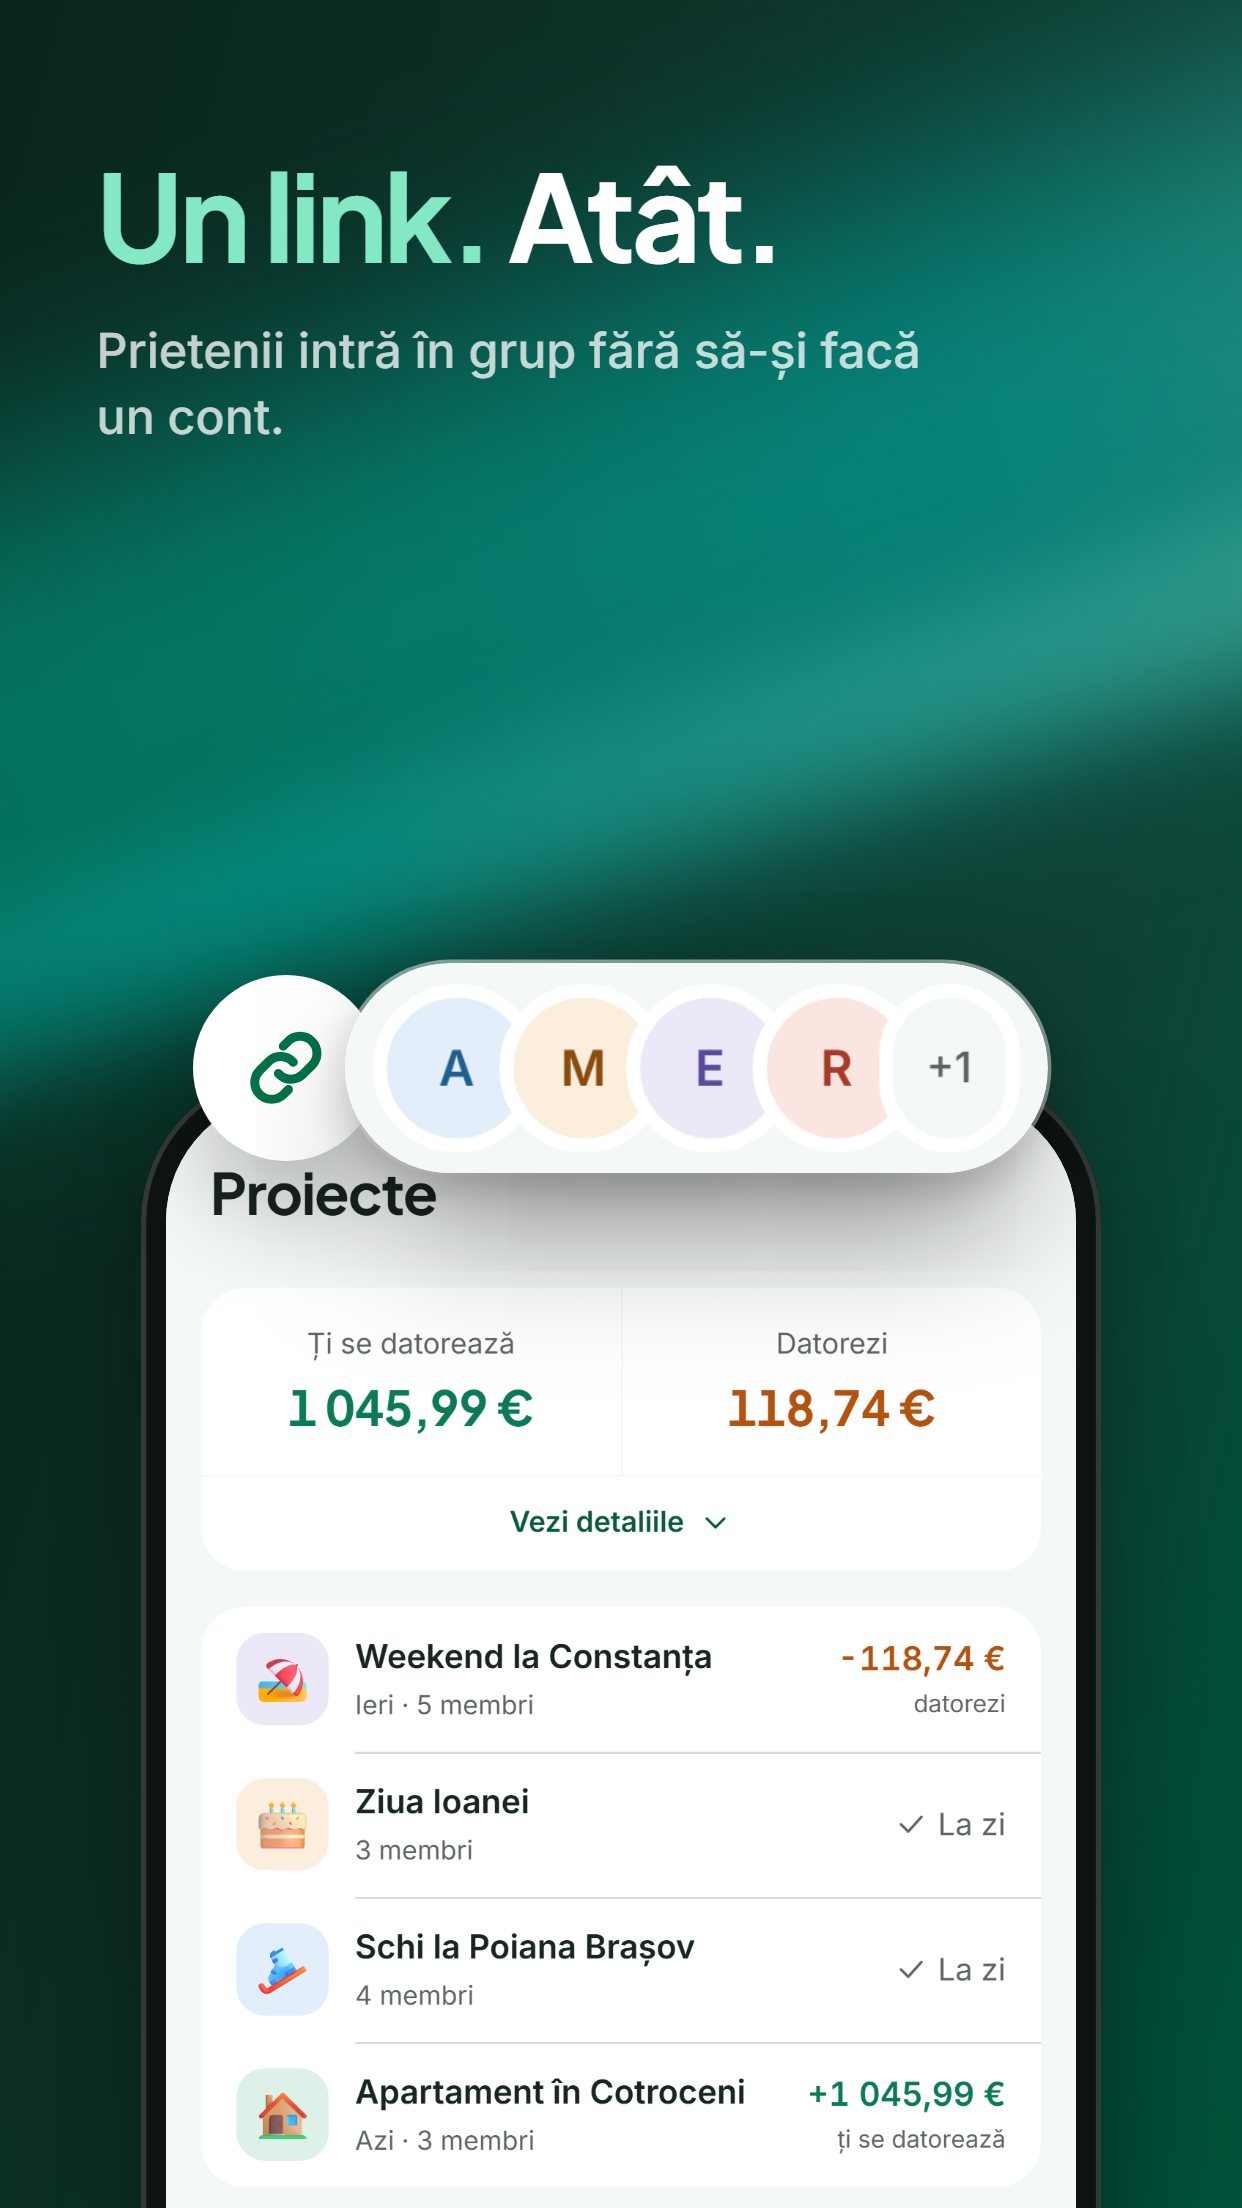 Un link. Atât.
Prietenii intră în grup fără să-și facă
un cont.
A M E R +1
Proiecte
Ți se datorează Datorezi
1 045,99 € 118,74 €
Vezi detaliile
Weekend la Constanța -118,74 €
Ieri · 5 membri datorezi
Ziua Ioanei
3 membri La zi
Schi la Poiana Brașov
4 membri La zi
Apartament în Cotroceni +1 045,99 €
Azi · 3 membri ți se datorează